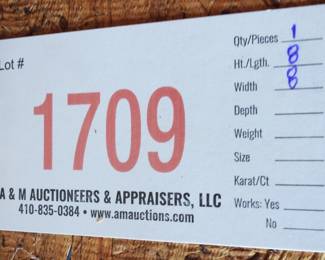 Lot #
1709
A & M AUCTIONEERS & APPRAISERS, LLC
410-835-0384 • www.amauctions.com
Qty/Pieces 1
Ht./Lgth. 8
Width 8
Depth
Weight
Size
Karat/Ct
Works: Yes
No